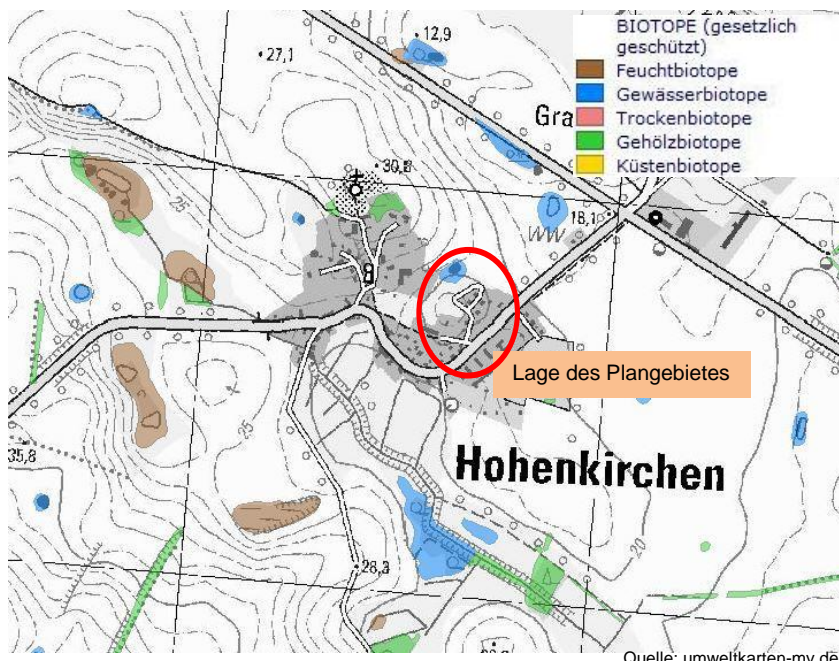 BIOTOPE (gesetzlich
geschützt)
Feuchtbiotope
Gewässerbiotope
Trockenbiotope
Gehölzbiotope
Küstenbiotope
12,9
27,1
Gra
30,8
25
18,1
Lage des Plangebietes
Hohenkirchen
35,8
25
20
28,3
Quelle: umweltkarten-mv.de